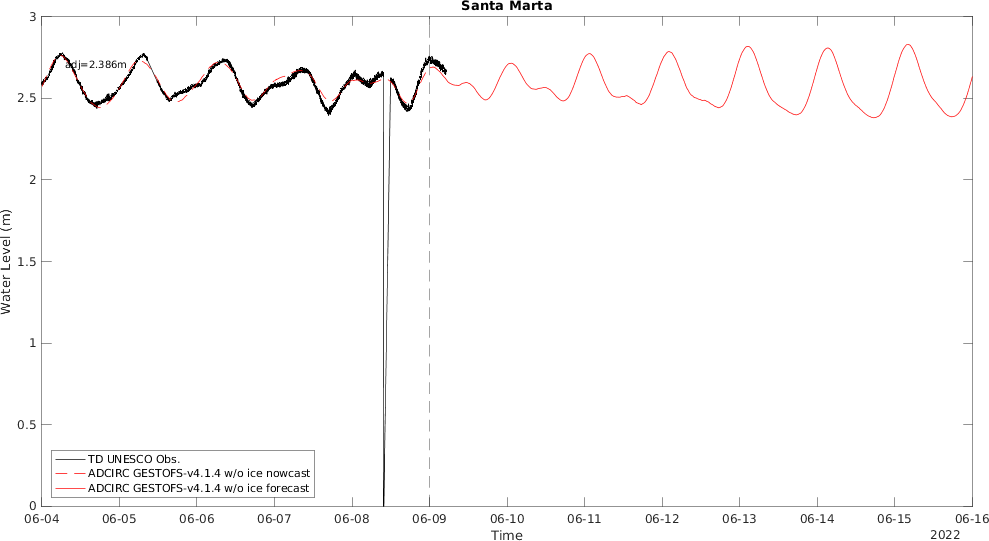 Santa Marta
3
2.5
2
1.5
1
0.5
0
Water Level (m)
adj=2.386m
TD UNESCO Obs.
ADCIRC GESTOFS-v4.1.4 w/o ice nowcast
ADCIRC GESTOFS-v4.1.4 w/o ice forecast
06-04 06-05 06-06 06-07 06-08 06-09 06-10 06-11 06-12 06-13 06-14 06-15 06-16
Time
2022